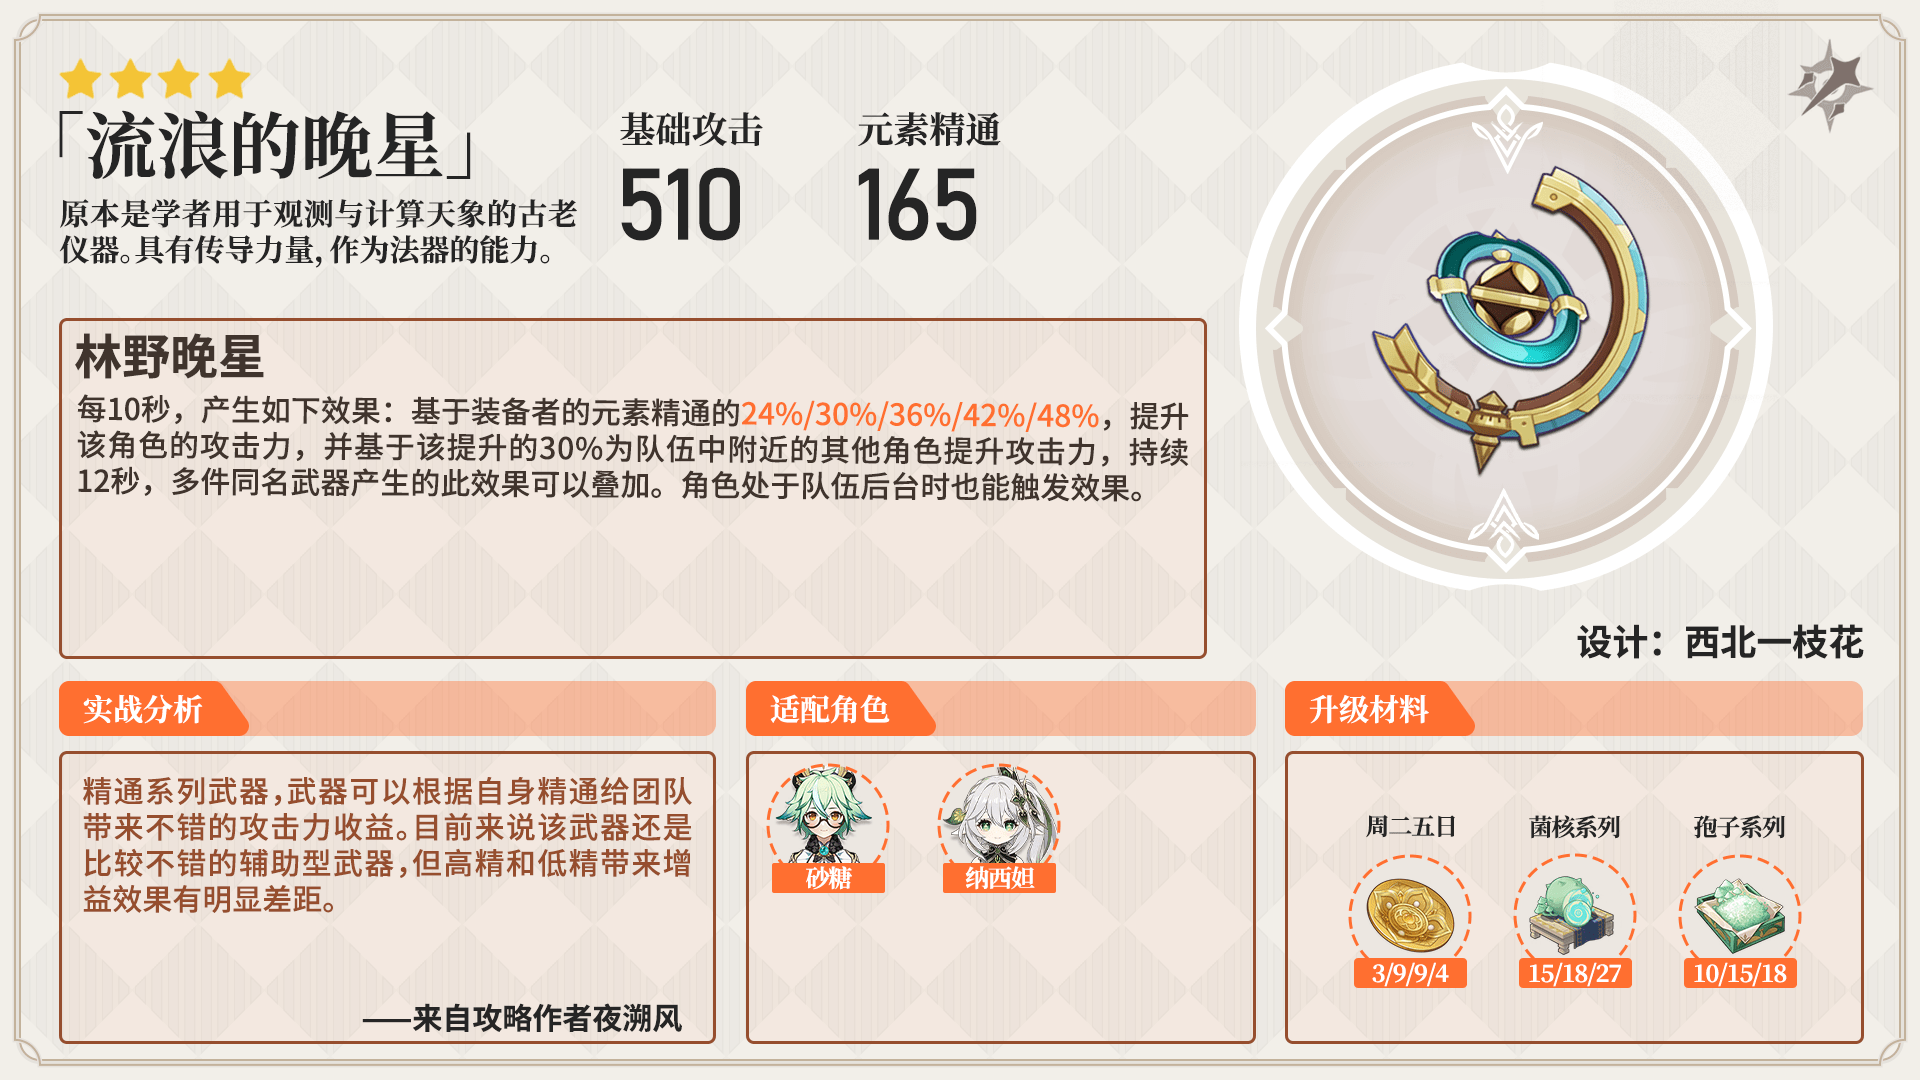 「流浪的晚星」
原本是学者用于观测与计算天象的古老
仪器。具有传导力量，作为法器的能力。
基础攻击
510
元素精通
165
林野晚星
每10秒，产生如下效果：基于装备者的元素精通的24%/30%/36%/42%/48%，提升
该角色的攻击力，并基于该提升的30%为队伍中附近的其他角色提升攻击力，持续
12秒，多件同名武器产生的此效果可以叠加。角色处于队伍后台时也能触发效果。
设计：西北一枝花
实战分析
精通系列武器，武器可以根据自身精通给团队
带来不错的攻击力收益。目前来说该武器还是
比较不错的辅助型武器，但高精和低精带来增
益效果有明显差距。
——来自攻略作者夜溯风
适配角色
砂糖
纳西妲
升级材料
周二五日
3/9/9/4
菌核系列
15/18/27
孢子系列
10/15/18